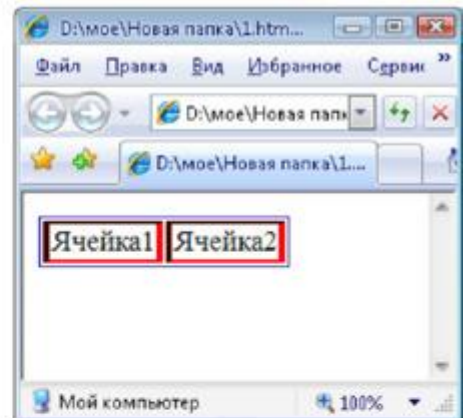 D:\мое\Новая папка\1.htm...
Файл Правка Вид Избранное Сервис »
D:\мое\Новая папк
D:\мое\Новая папка\1....
Ячейка1 Ячейка2
Мой компьютер 100%